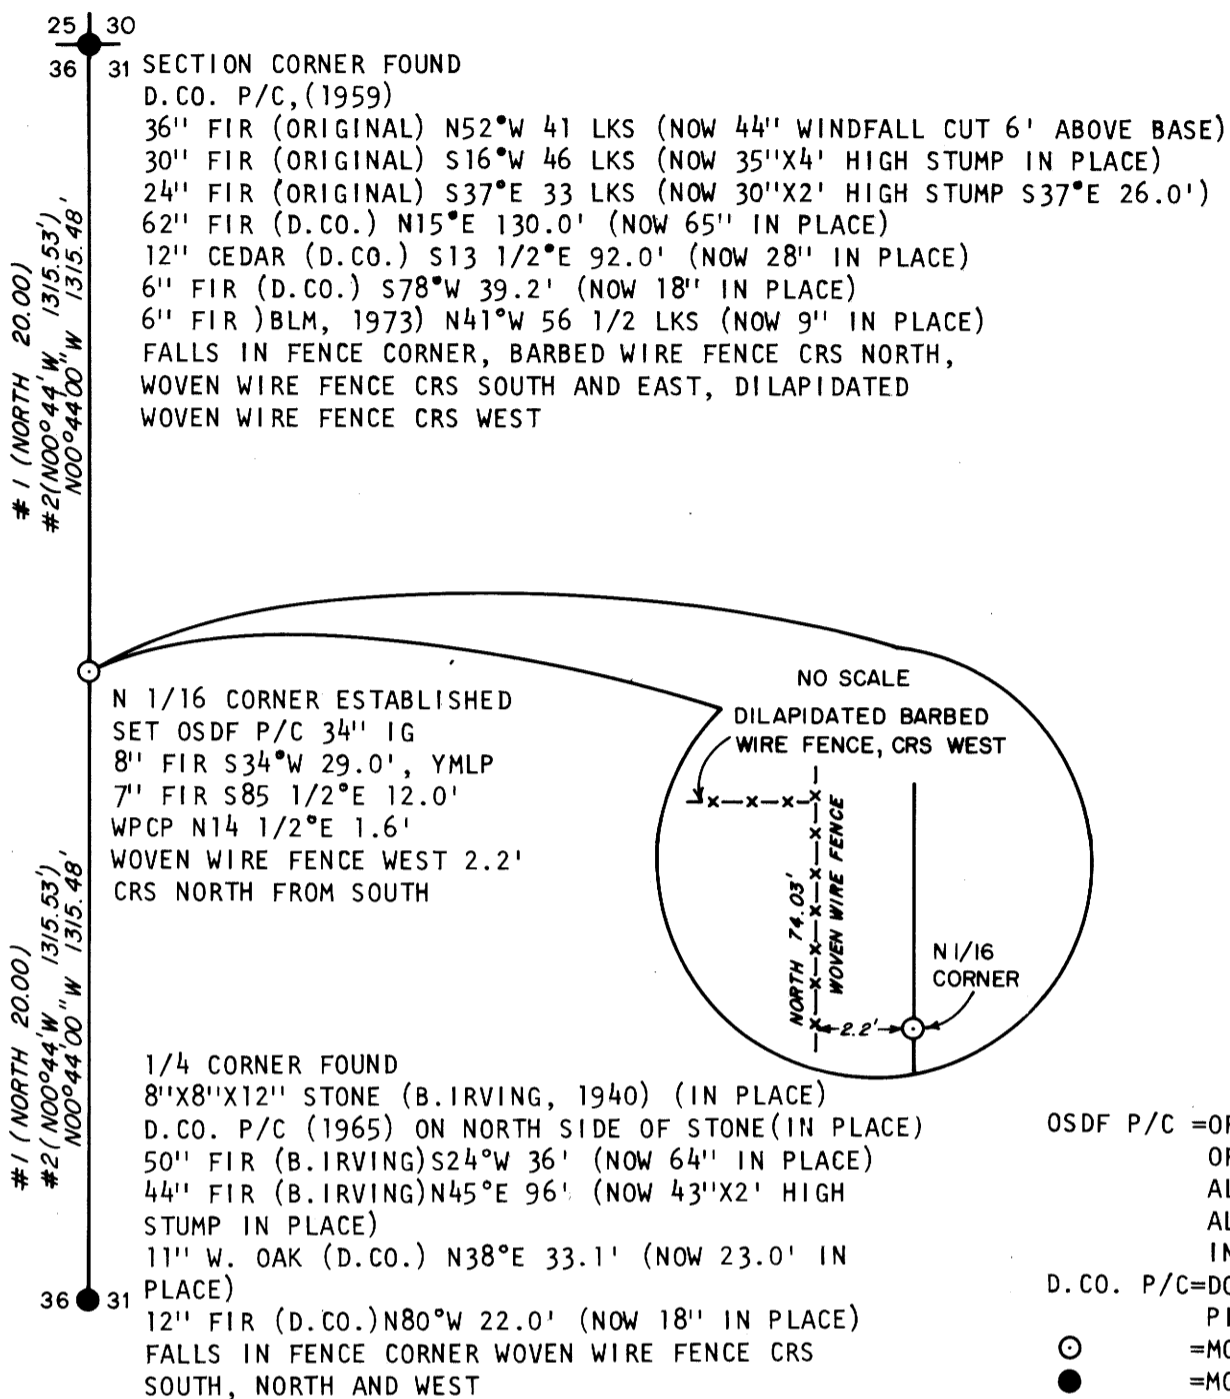 25 30
36 31
SECTION CORNER FOUND
D.CO. P/C,(1959)
36" FIR (ORIGINAL) N52°W 41 LKS (NOW 44" WINDFALL CUT 6' ABOVE BASE)
30" FIR (ORIGINAL) S16°W 46 LKS (NOW 35"X4' HIGH STUMP IN PLACE)
24" FIR (ORIGINAL) S37°E 33 LKS (NOW 30"X2' HIGH STUMP S37°E 26.0')
62" FIR (D.CO.) N15°E 130.0' (NOW 65" IN PLACE)
12" CEDAR (D.CO.) S13 1/2°E 92.0' (NOW 28" IN PLACE)
6" FIR (D.CO.) S78°W 39.2' (NOW 18" IN PLACE)
6" FIR )BLM, 1973) N41°W 56 1/2 LKS (NOW 9" IN PLACE)
FALLS IN FENCE CORNER, BARBED WIRE FENCE CRS NORTH,
WOVEN WIRE FENCE CRS SOUTH AND EAST, DILAPIDATED
WOVEN WIRE FENCE CRS WEST
#1 (NORTH 20.00)
#2(N00°44'W 1315.53')
N00°44'00"W 1315.48'
N 1/16 CORNER ESTABLISHED
SET OSDF P/C 34" IG
8" FIR S34°W 29.0', YMLP
7" FIR S85 1/2°E 12.0'
WPCP N14 1/2°E 1.6'
WOVEN WIRE FENCE WEST 2.2'
CRS NORTH FROM SOUTH
NO SCALE
DILAPIDATED BARBED
WIRE FENCE, CRS WEST
NORTH 74.03'
WOVEN WIRE FENCE
N 1/16
CORNER
2.2'
#1 (NORTH 20.00)
#2(N00°44'W 1315.53')
N00°44'00"W 1315.48'
1/4 CORNER FOUND
8"X8"X12" STONE (B.IRVING, 1940) (IN PLACE)
D.CO. P/C (1965) ON NORTH SIDE OF STONE(IN PLACE)
50" FIR (B.IRVING)S24°W 36' (NOW 64" IN PLACE)
44" FIR (B.IRVING)N45°E 96' (NOW 43"X2' HIGH
STUMP IN PLACE)
11" W. OAK (D.CO.) N38°E 33.1' (NOW 23.0' IN
PLACE)
12" FIR (D.CO.)N80°W 22.0' (NOW 18" IN PLACE)
FALLS IN FENCE CORNER WOVEN WIRE FENCE CRS
SOUTH, NORTH AND WEST
36 31
OSDF P/C =
AL
AL
IN
D.CO. P/C=